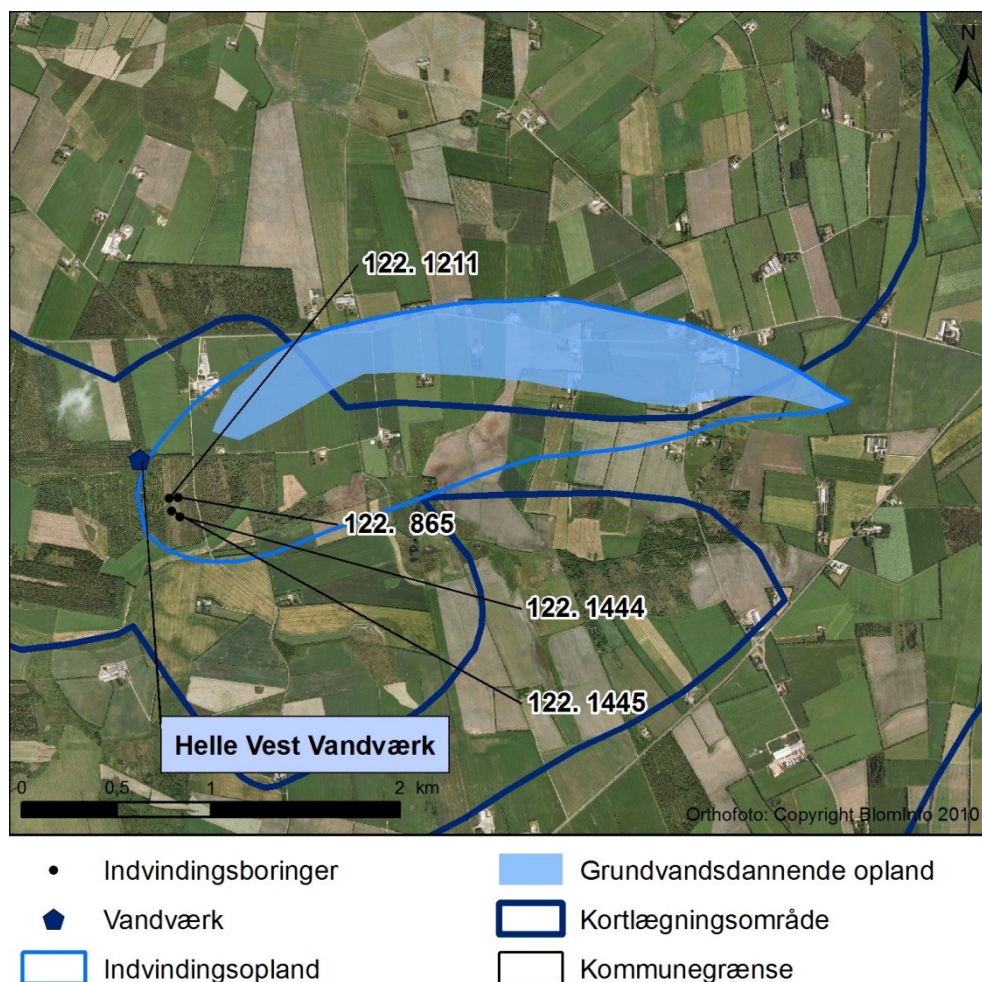 N
122. 1211
122. 865
122. 1444
122. 1445
Helle Vest Vandværk
0 0,5 1 2 km
Orthofoto: Copyright BlomInfo 2010
Indvindingsboringer
Vandværk
Indvindingsopland
Grundvandsdannende opland
Kortlægningsområde
Kommunegrænse